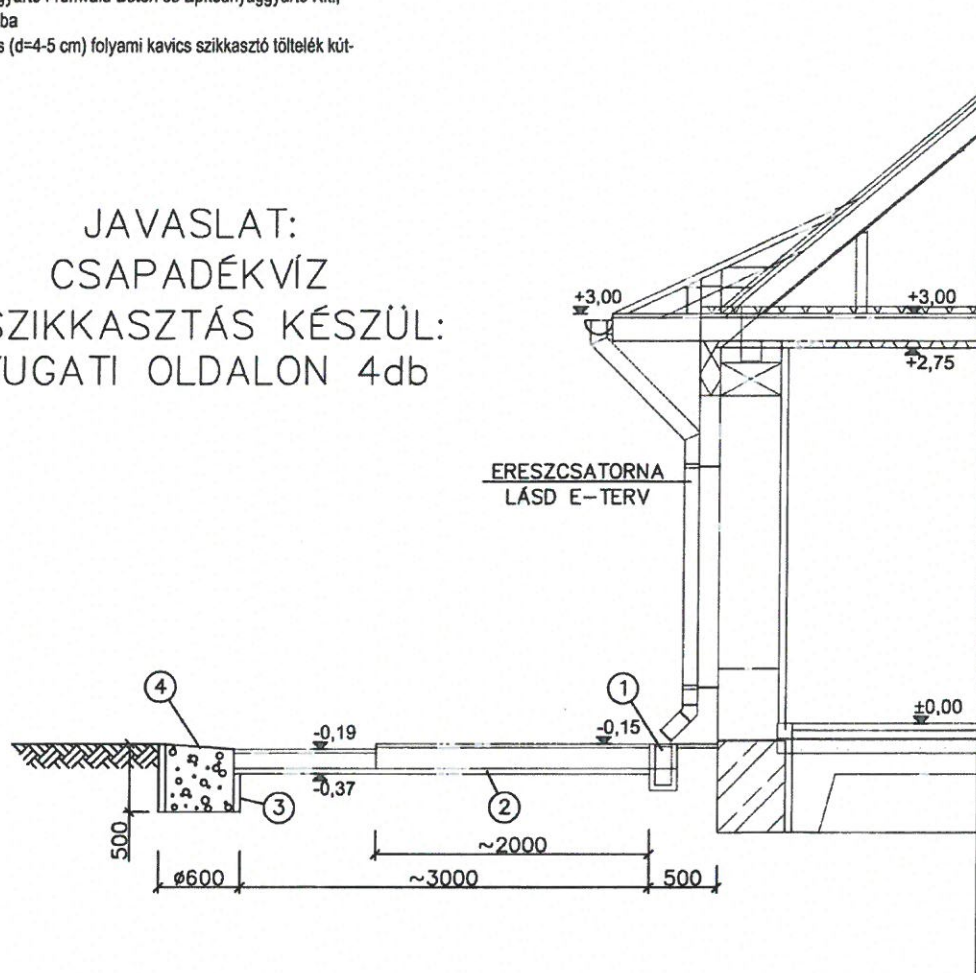 ba
s (d=4-5 cm) folyami kavics szikkasztó töltelék kút-
JAVASLAT:
CSAPADÉKVÍZ
SZIKKASZTÁS KÉSZÜL:
UGATI OLDALON 4db
+3,00
+3,00
+2,75
ERESZCSATORNA
LÁSD E-TERV
4
1
±0,00
-0,19
-0,15
-0,37
3
2
500
~2000
ø600
~3000
500